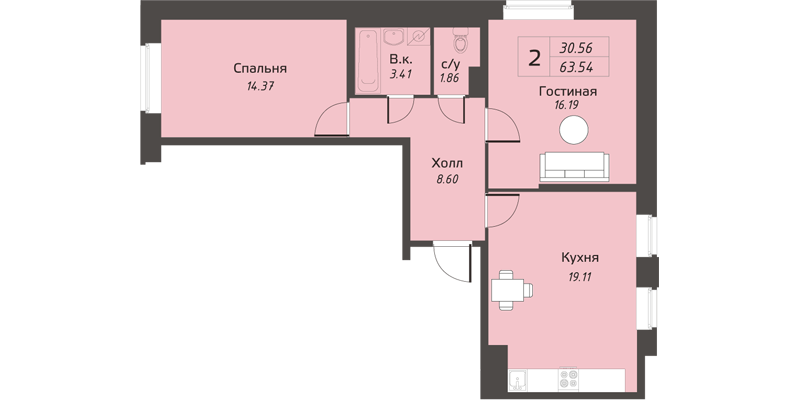 Спальня
14.37
В.к.
3.41
с/у
1.86
2
30.56
63.54
Гостиная
16.19
Холл
8.60
Кухня
19.11